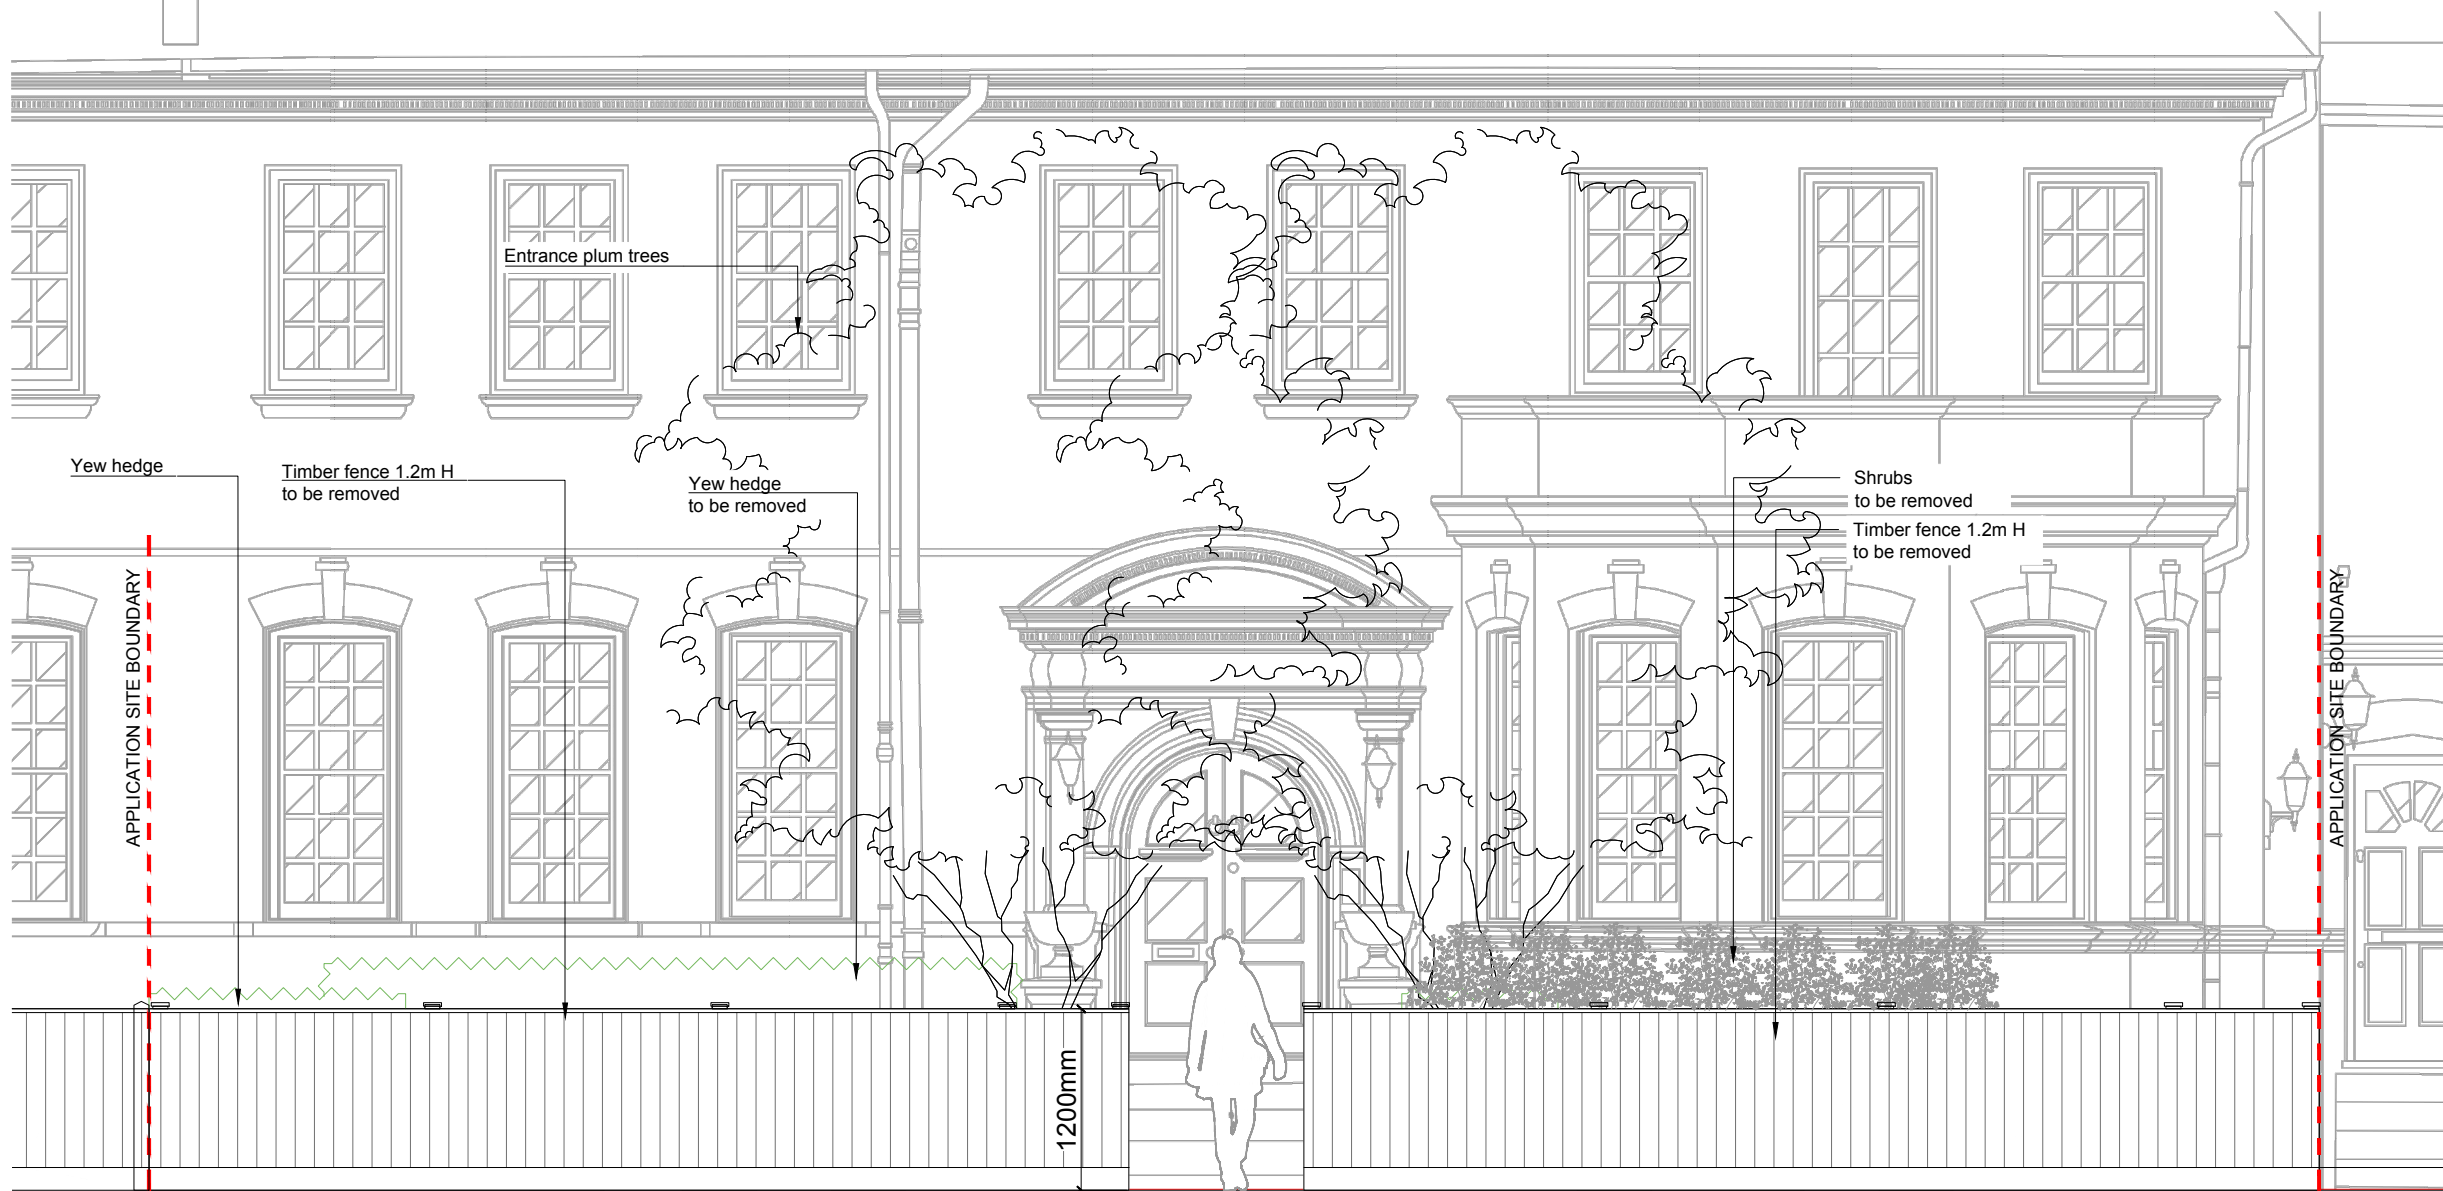 Entrance plum trees
Yew hedge
Timber fence 1.2m H
to be removed
Yew hedge
to be removed
Shrubs
to be removed
Timber fence 1.2m H
to be removed
APPLICATION SITE BOUNDARY
APPLICATION SITE BOUNDARY
1200mm